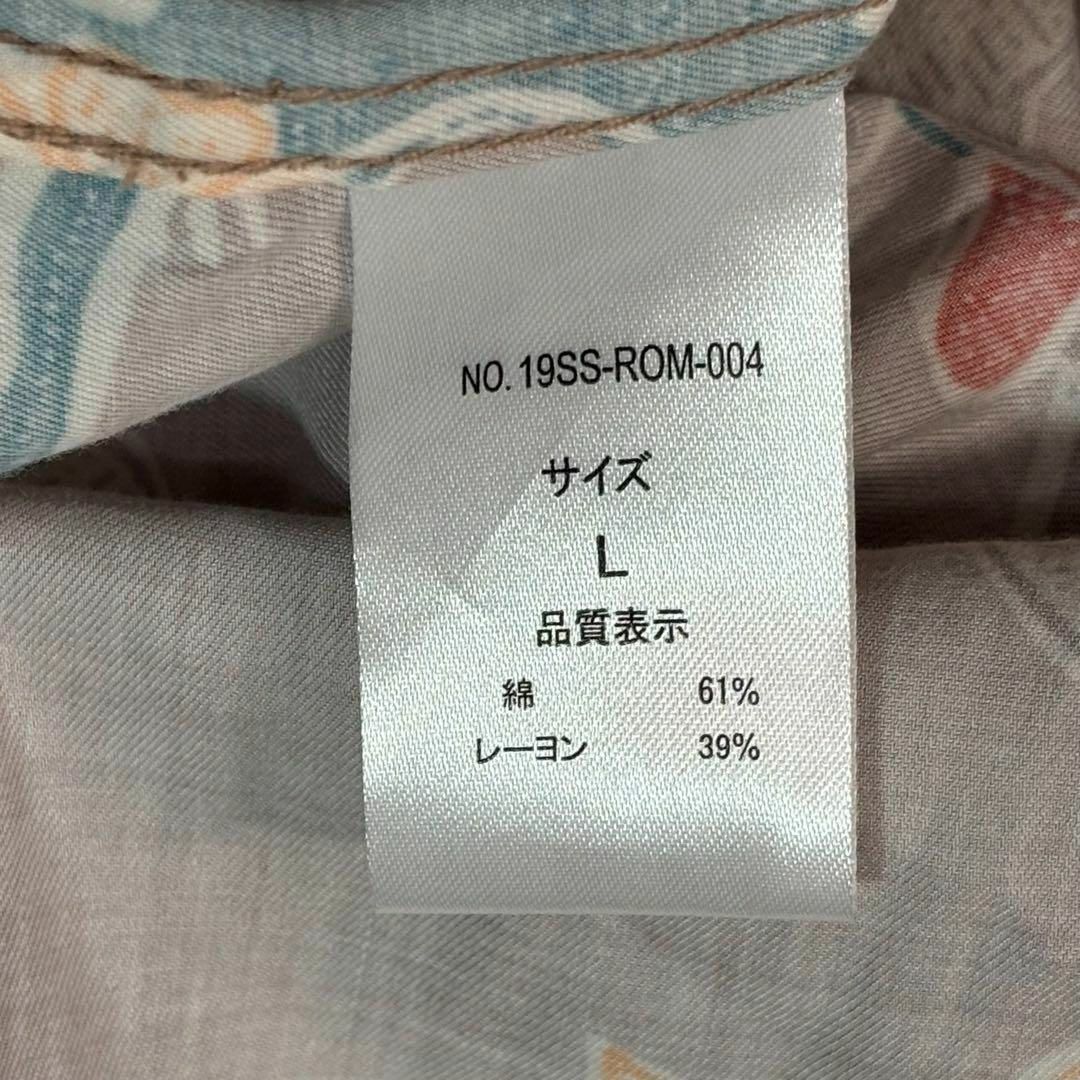 NO. 19SS-ROM-004
サイズ
L
品質表示
綿 61%
レーヨン 39%